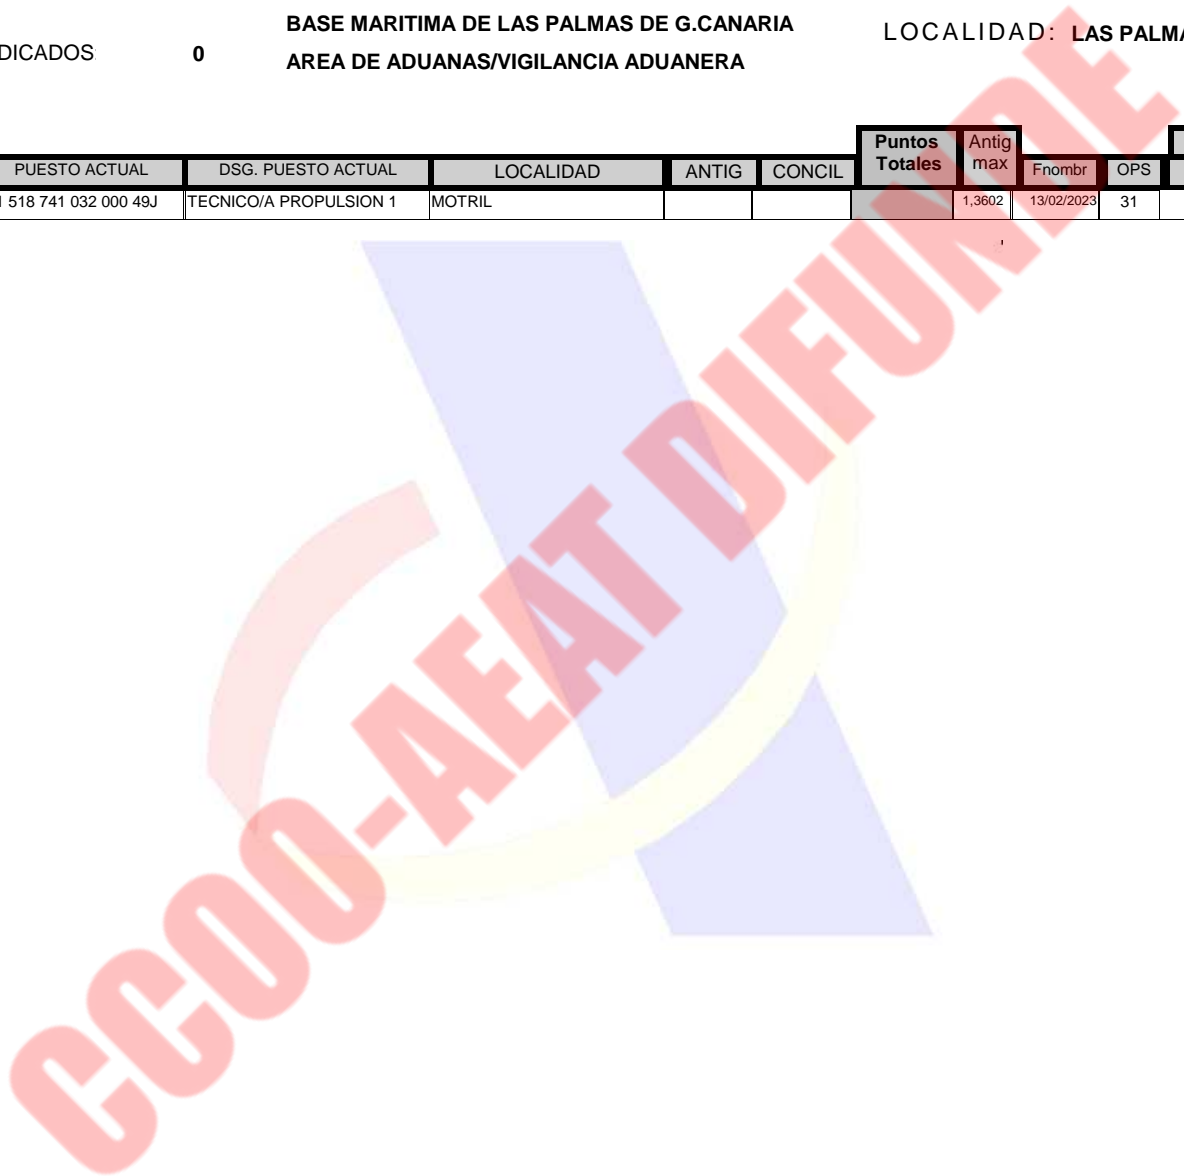 BASE MARITIMA DE LAS PALMAS DE G.CANARIA
LOCALIDAD: LAS PALMA
DICADOS 0
AREA DE ADUANAS/VIGILANCIA ADUANERA
PUESTO ACTUAL DSG. PUESTO ACTUAL LOCALIDAD ANTIG CONCIL Puntos Totales Antig max Fnombr OPS
518 741 032 000 49J TECNICO/A PROPULSION 1 MOTRIL 1,3602 13/02/2023 31
CCOO-AEAT DIFUNDE